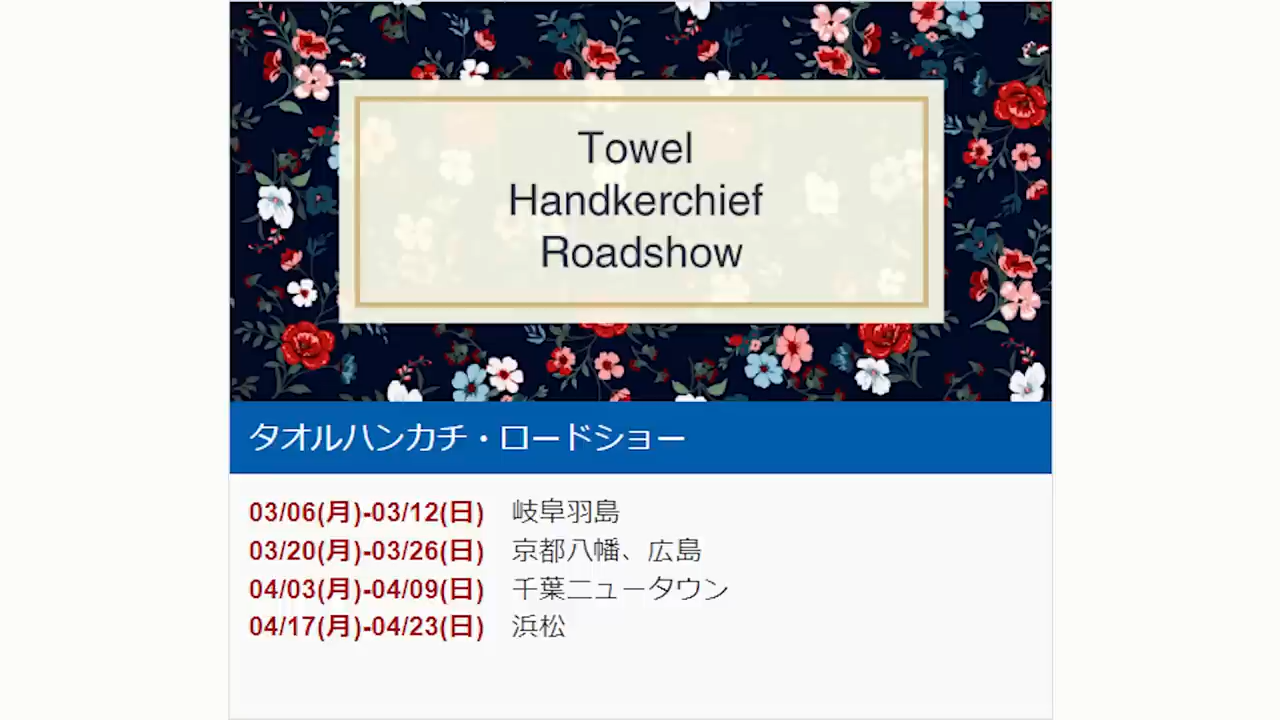 Towel
Handkerchief
Roadshow
タオルハンカチ・ロードショー
03/06(月)-03/12(日) 岐阜羽島
03/20(月)-03/26(日) 京都八幡、広島
04/03(月)-04/09(日) 千葉ニュータウン
04/17(月)-04/23(日) 浜松